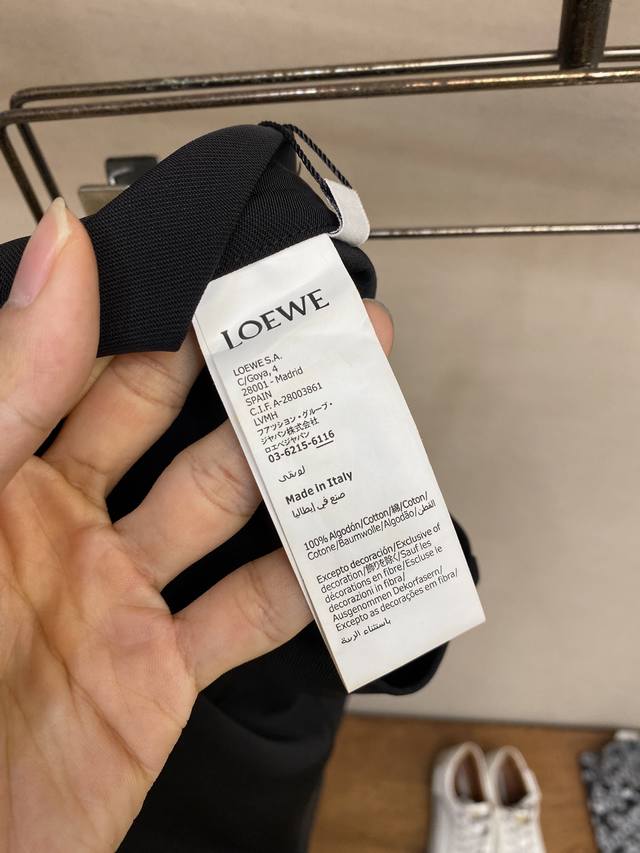 LOEWE
LOEWE S.A.
C/Goya, 4
28001 - Madrid
SPAIN
C.I.F. A-28003861
LVMH
ファッション・グループ・
ジャパン株式会社
ロエベジャパン
03-6215-6116
لويفي
Made in Italy
صنع في إيطاليا
100% Algodón/Cotton/綿/Coton/
Cotone/Baumwolle/Algodão/القطن
Excepto decoración/Exclusive of
decoration/飾りを除く/Sauf les
décorations en fibre/Escluse le
decorazioni in fibra/
Ausgenommen Dekorfasern/
Excepto as decorações em fibra/
باستثناء الزينة